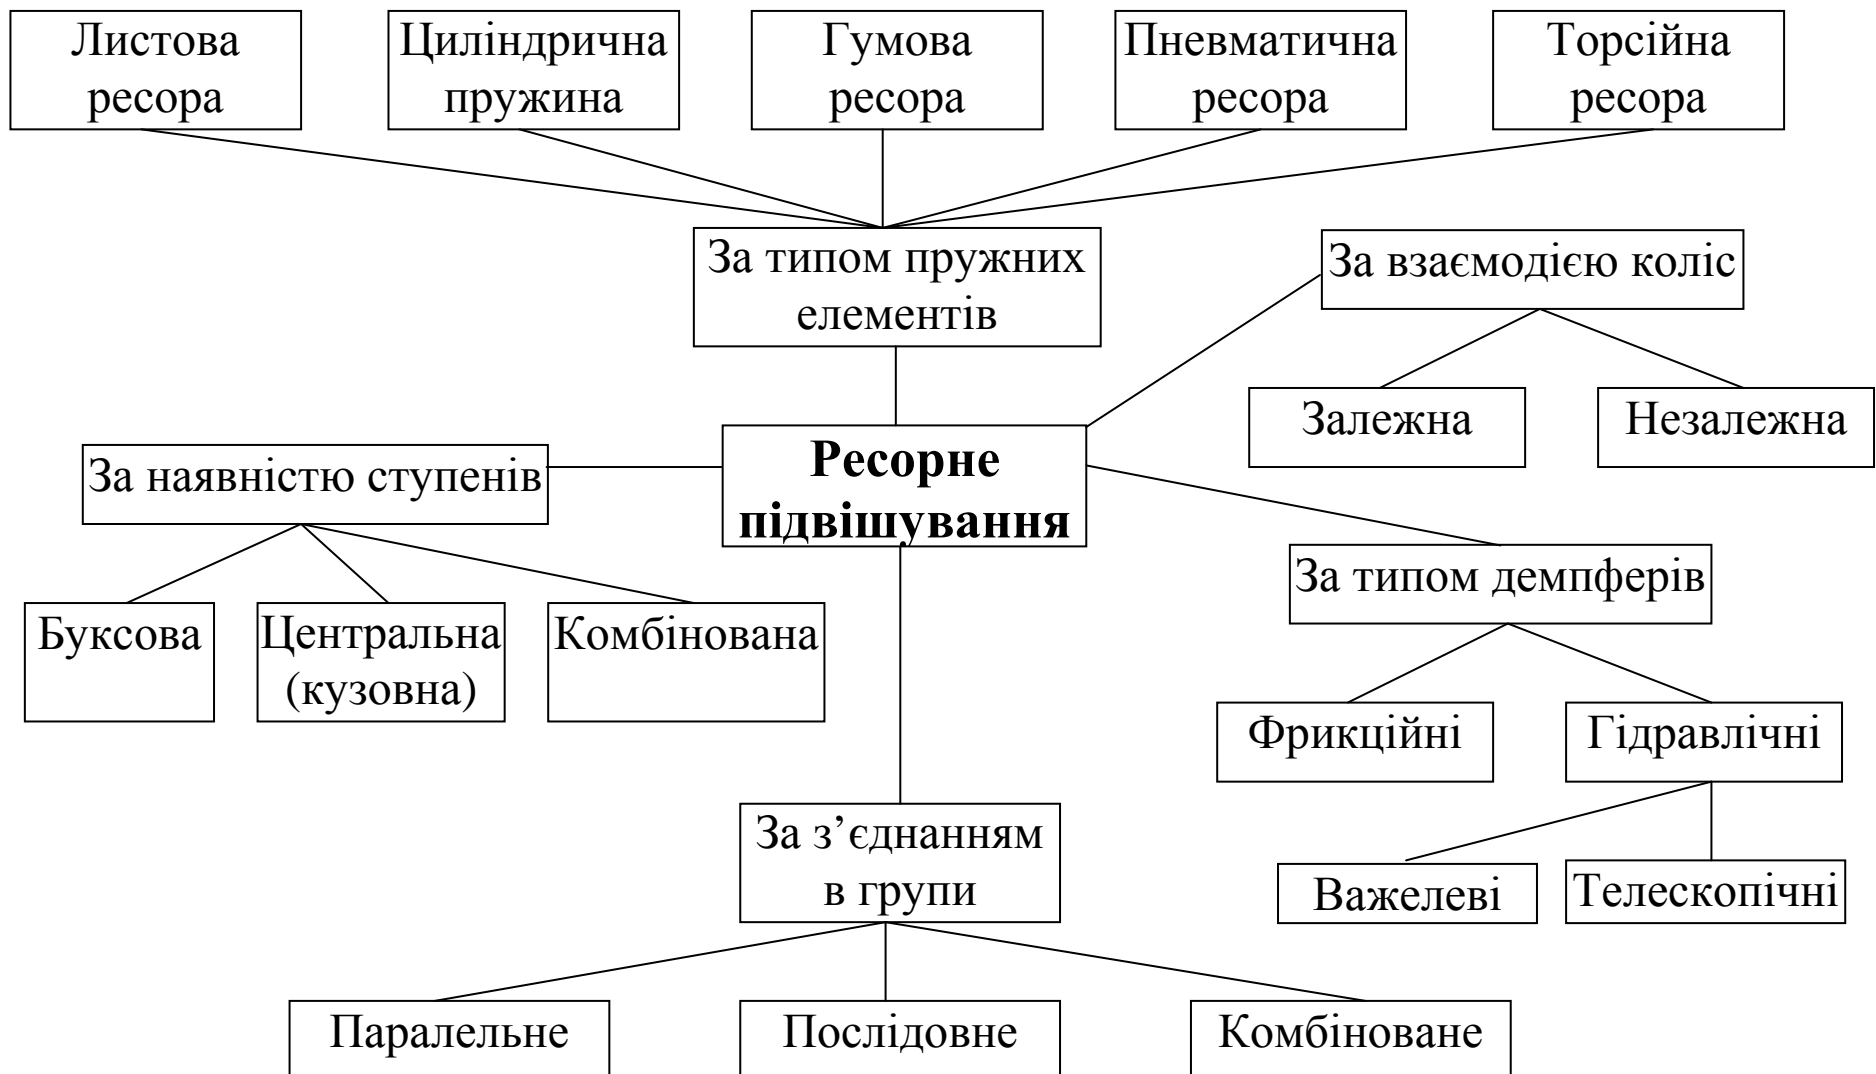 Листова
ресора
Циліндрична
пружина
Гумова
ресора
Пневматична
ресора
Торсійна
ресора
За типом пружних
елементів
За взаємодією коліс
Залежна
Незалежна
Ресорне
підвішування
За наявністю ступенів
Буксова
Центральна
(кузовна)
Комбінована
За типом демпферів
Фрикційні
Гідравлічні
Важелеві
Телескопічні
За з’єднанням
в групи
Паралельне
Послідовне
Комбіноване